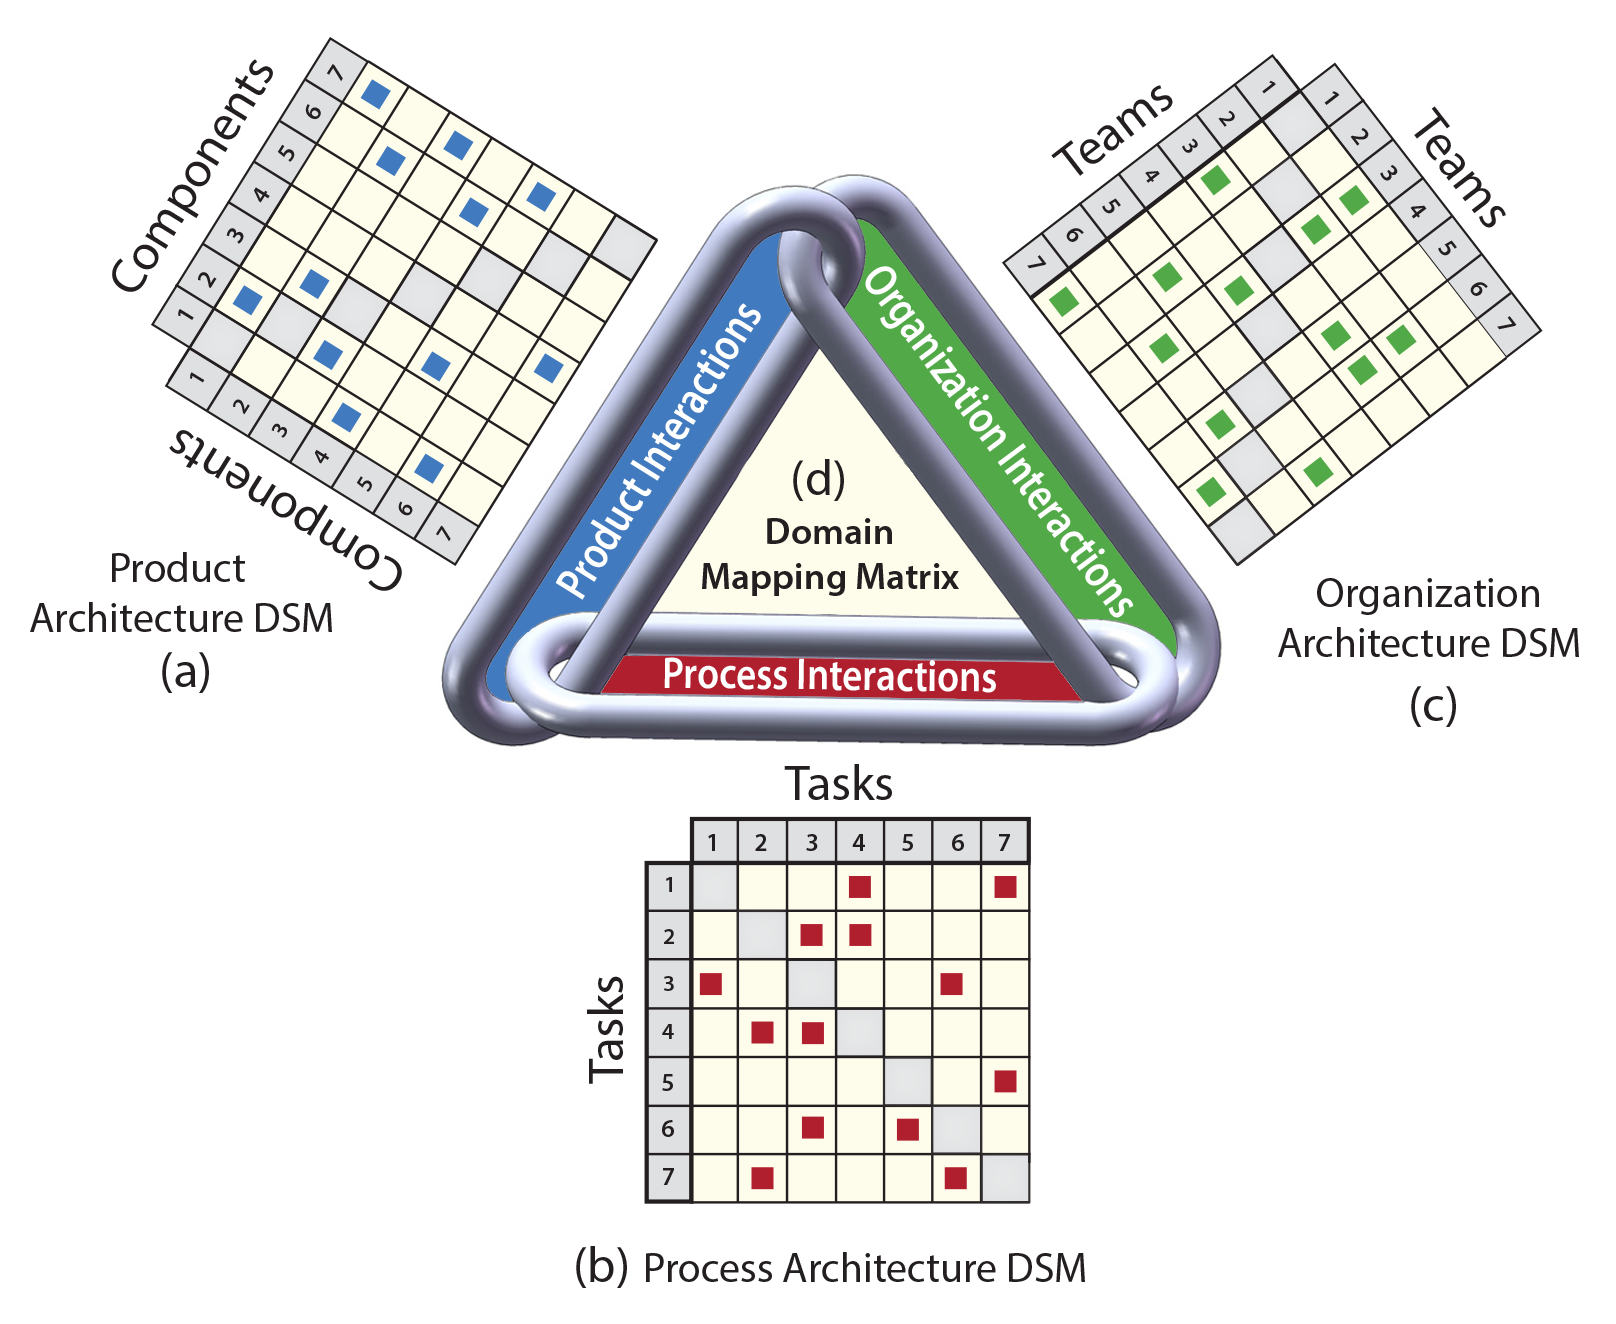 Components
7
6
5
4
3
2
1
1
2
3
4
5
6
7
Components
Product
Architecture DSM
(a)
Teams
7
6
5
4
3
2
1
1
2
3
4
5
6
7
Teams
Organization
Architecture DSM
(c)
Product Interactions
Organization Interactions
Process Interactions
(d)
Domain
Mapping Matrix
Tasks
1 2 3 4 5 6 7
Tasks
1
2
3
4
5
6
7
(b) Process Architecture DSM